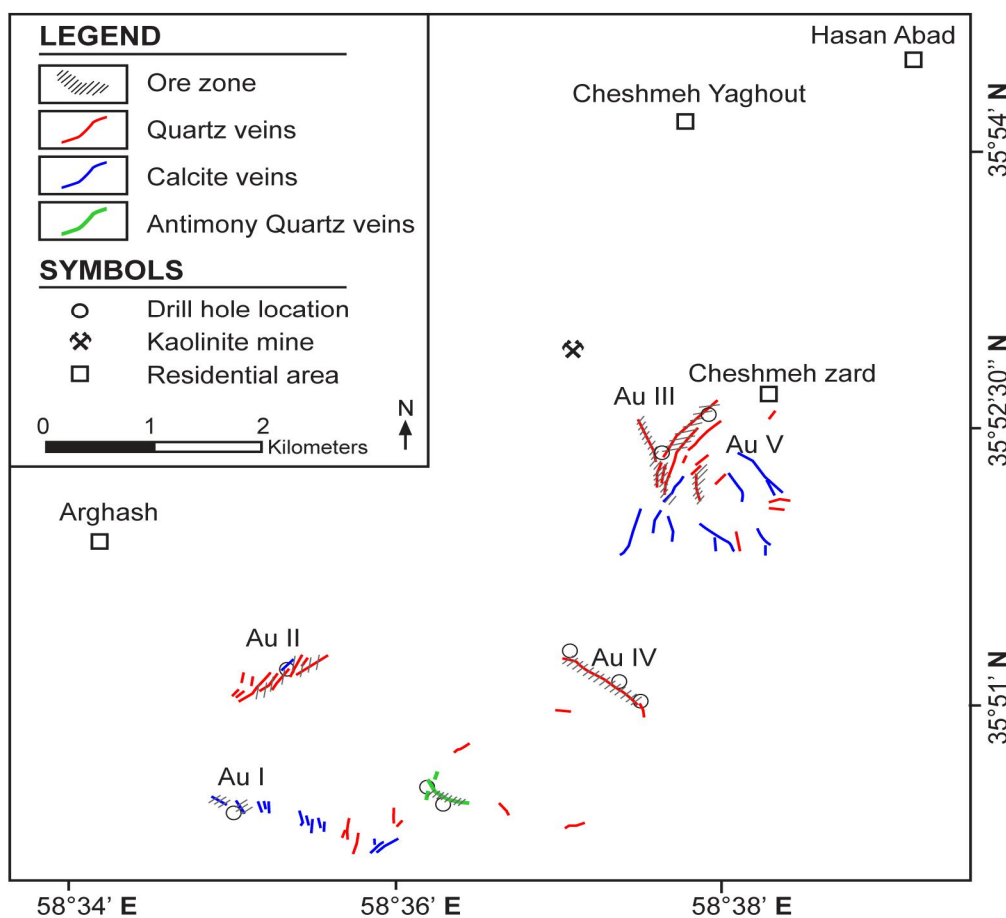 LEGEND
Ore zone
Quartz veins
Calcite veins
Antimony Quartz veins
SYMBOLS
Drill hole location
Kaolinite mine
Residential area
0 1 2
Kilometers
N
Hasan Abad
Cheshmeh Yaghout
35°54' N
Cheshmeh zard
Au III
35°52'30" N
Au V
Arghash
Au II
Au IV
35°51' N
Au I
58°34' E
58°36' E
58°38' E